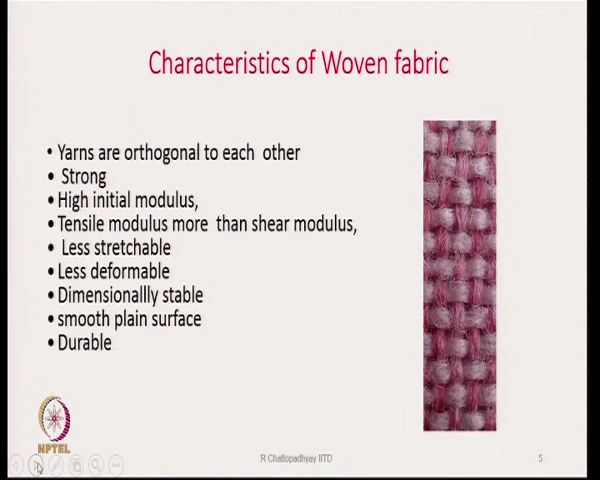 Characteristics of Woven fabric
• Yarns are orthogonal to each other
• Strong
• High initial modulus,
• Tensile modulus more than shear modulus,
• Less stretchable
• Less deformable
• Dimensionallly stable
• smooth plain surface
• Durable
NPTEL
R Chattopadhyay IITD
5